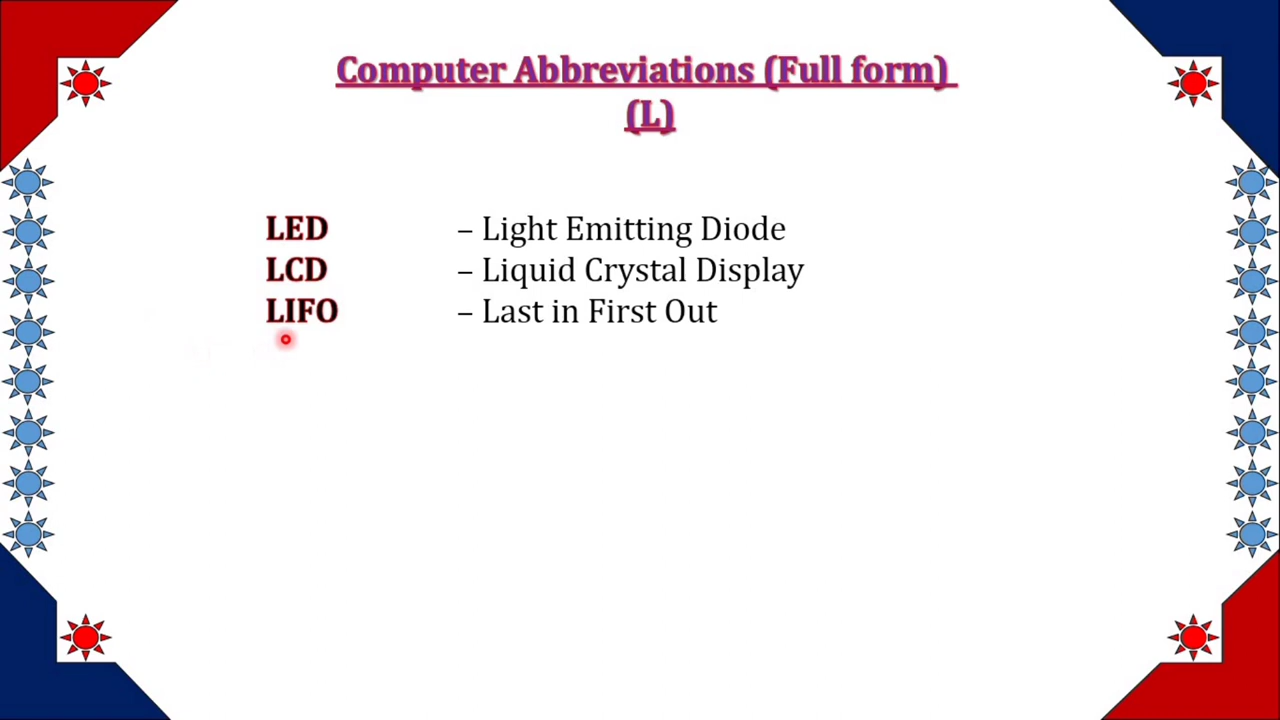 Computer Abbreviations (Full form)
(L)
LED – Light Emitting Diode
LCD – Liquid Crystal Display
LIFO – Last in First Out